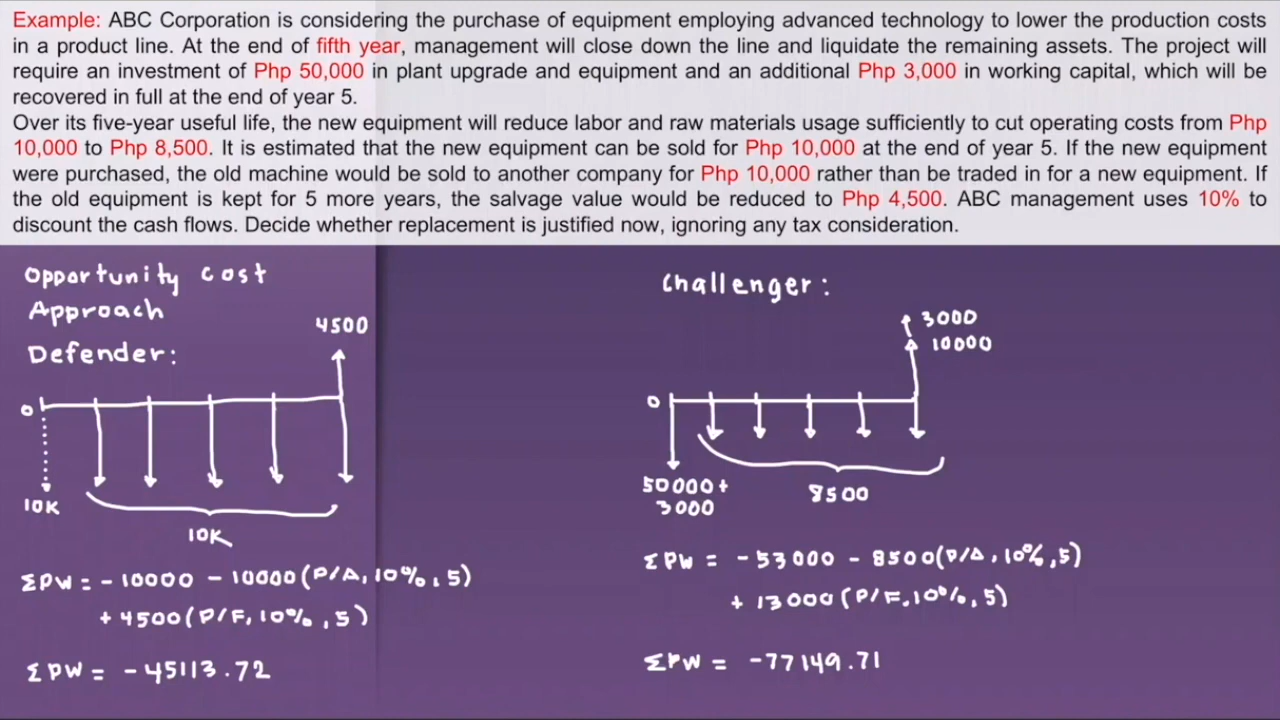 Example: ABC Corporation is considering the purchase of equipment employing advanced technology to lower the production costs
in a product line. At the end of fifth year, management will close down the line and liquidate the remaining assets. The project will
require an investment of Php 50,000 in plant upgrade and equipment and an additional Php 3,000 in working capital, which will be
recovered in full at the end of year 5.
Over its five-year useful life, the new equipment will reduce labor and raw materials usage sufficiently to cut operating costs from Php
10,000 to Php 8,500. It is estimated that the new equipment can be sold for Php 10,000 at the end of year 5. If the new equipment
were purchased, the old machine would be sold to another company for Php 10,000 rather than be traded in for a new equipment. If
the old equipment is kept for 5 more years, the salvage value would be reduced to Php 4,500. ABC management uses 10% to
discount the cash flows. Decide whether replacement is justified now, ignoring any tax consideration.
Opportunity Cost
Approach
Defender:
4500
0
10K
10K
ΣPW = -10000 - 10000(P/A, 10%, 5)
+ 4500(P/F, 10%, 5)
ΣPW = -45113.72
Challenger:
3000
10000
0
50000+
3000
8500
ΣPW = -53000 - 8500(P/A, 10%, 5)
+ 13000(P/F, 10%, 5)
ΣPW = -77149.71